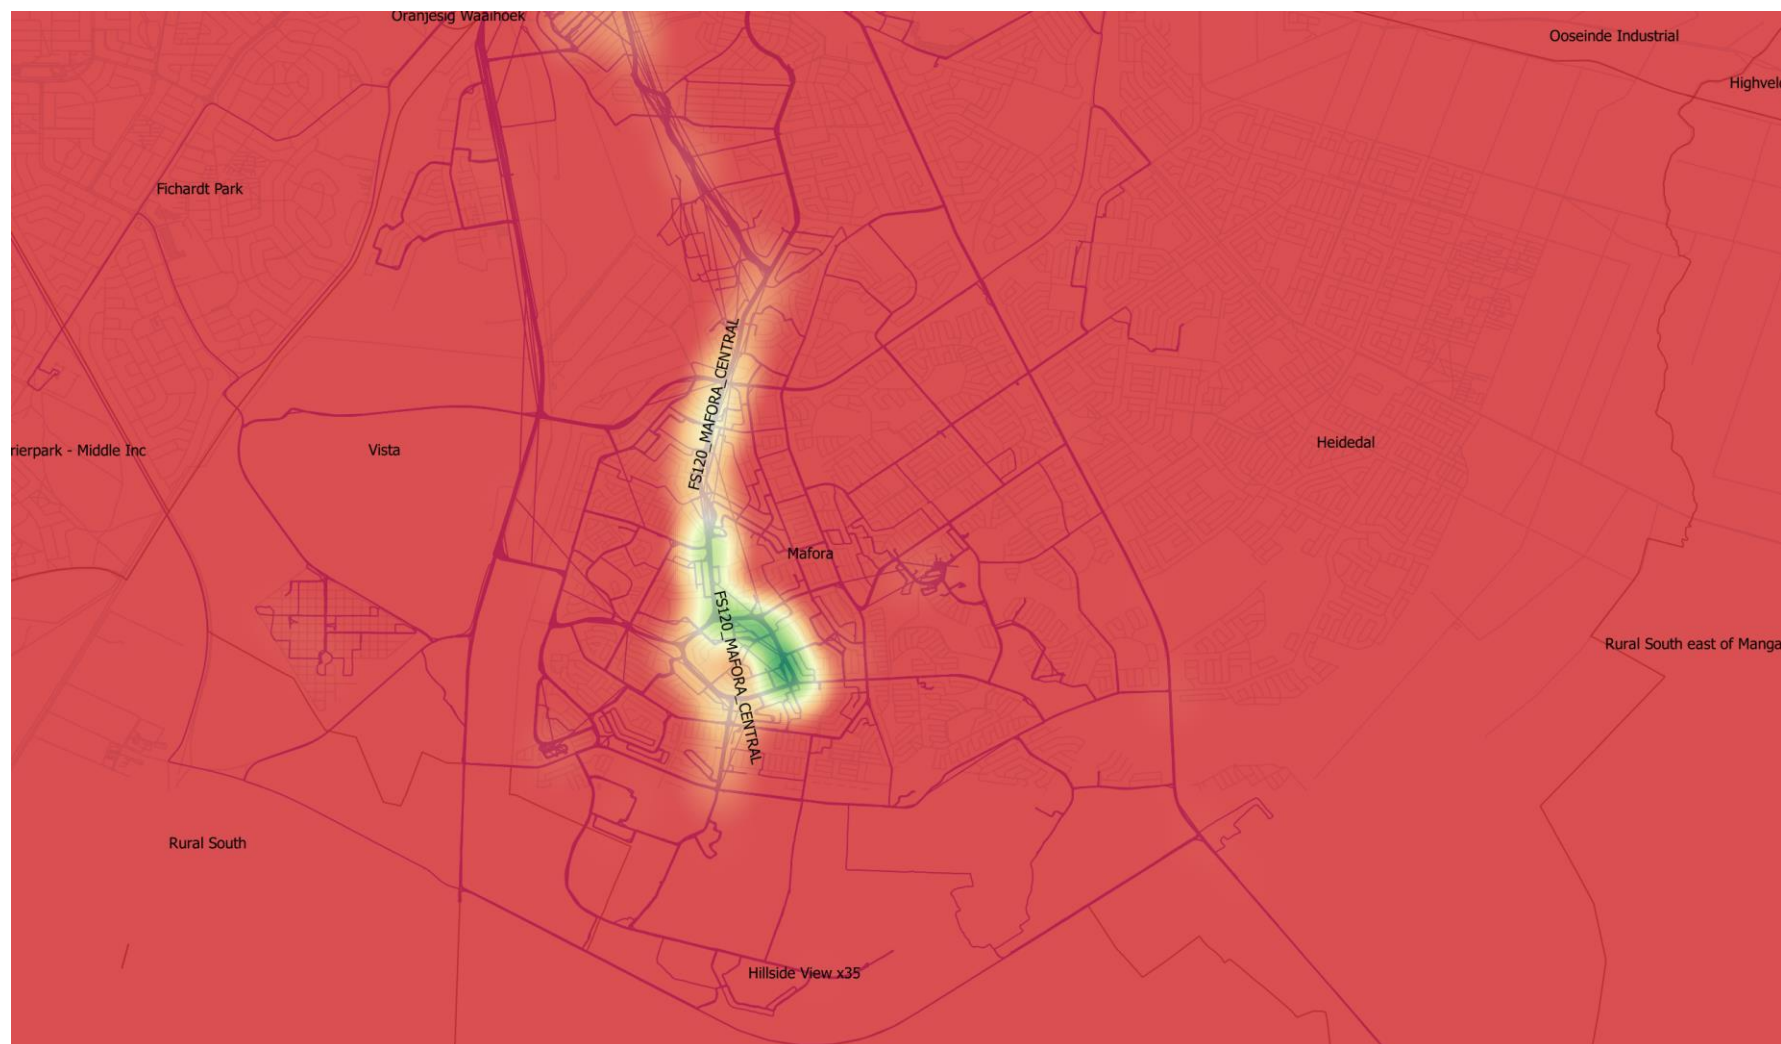 Oranjesig Waaihoek
Ooseinde Industrial
Highveld
Fichardt Park
FS120_MAFORA_CENTRAL
rierpark - Middle Inc
Vista
Heidedal
Mafora
FS120_MAFORA_CENTRAL
Rural South east of Manga
Rural South
Hillside View x35